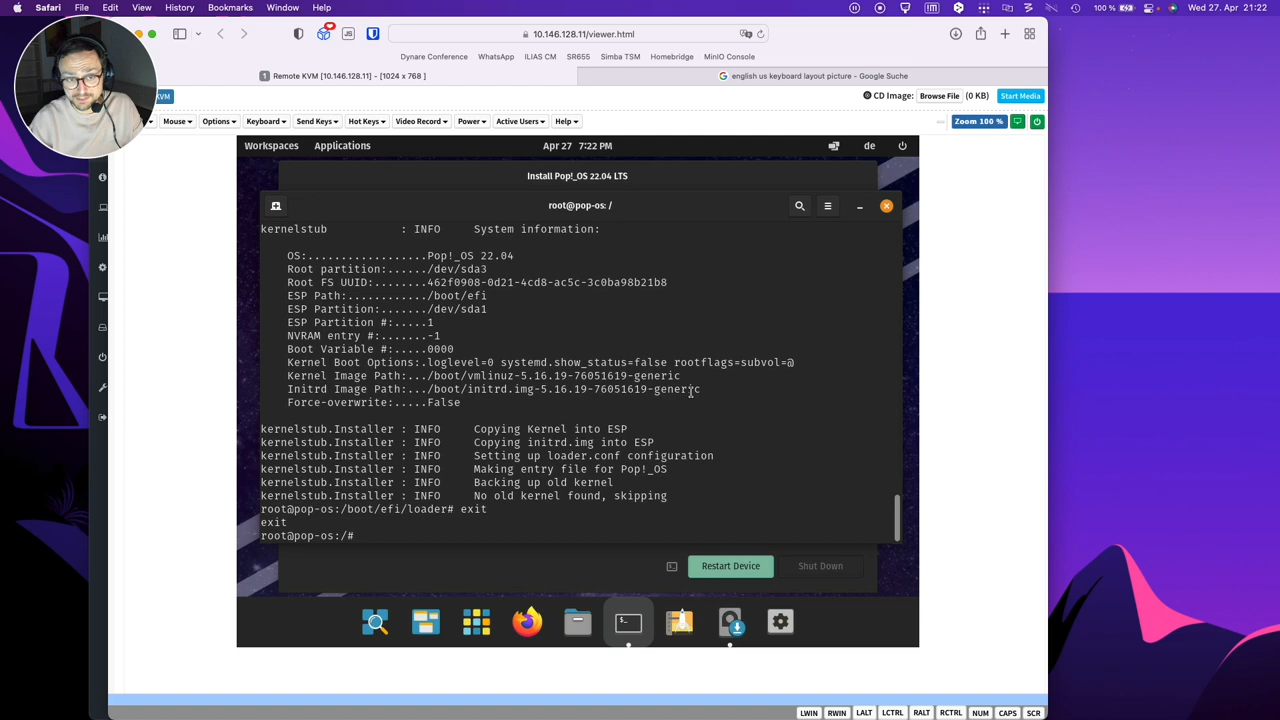 Safari File Edit View History Bookmarks Window Help
Wed 27. Apr 21:22
10.146.128.11/viewer.html
Dynare Conference WhatsApp ILIAS CM SR655 Simba TSM Homebridge MinIO Console
1 Remote KVM [10.146.128.11] - [1024 x 768 ]
english us keyboard layout picture - Google Suche
KVM
CD Image: Browse File (0 KB) Start Media
Mouse Options Keyboard Send Keys Hot Keys Video Record Power Active Users Help
Zoom 100 %
Workspaces Applications Apr 27 7:22 PM de
Install Pop!_OS 22.04 LTS
root@pop-os: /
kernelstub : INFO System information:
OS:..................Pop!_OS 22.04
Root partition:....../dev/sda3
Root FS UUID:........462f0908-0d21-4cd8-ac5c-3c0ba98b21b8
ESP Path:............/boot/efi
ESP Partition:......./dev/sda1
ESP Partition #:.....1
NVRAM entry #:.......-1
Boot Variable #:.....0000
Kernel Boot Options:.loglevel=0 systemd.show_status=false rootflags=subvol=@
Kernel Image Path:.../boot/vmlinuz-5.16.19-76051619-generic
Initrd Image Path:.../boot/initrd.img-5.16.19-76051619-generic
Force-overwrite:.....False
kernelstub.Installer : INFO Copying Kernel into ESP
kernelstub.Installer : INFO Copying initrd.img into ESP
kernelstub.Installer : INFO Setting up loader.conf configuration
kernelstub.Installer : INFO Making entry file for Pop!_OS
kernelstub.Installer : INFO Backing up old kernel
kernelstub.Installer : INFO No old kernel found, skipping
root@pop-os:/boot/efi/loader# exit
exit
root@pop-os:/#
Restart Device Shut Down
LWIN RWIN LALT LCTRL RALT RCTRL NUM CAPS SCR